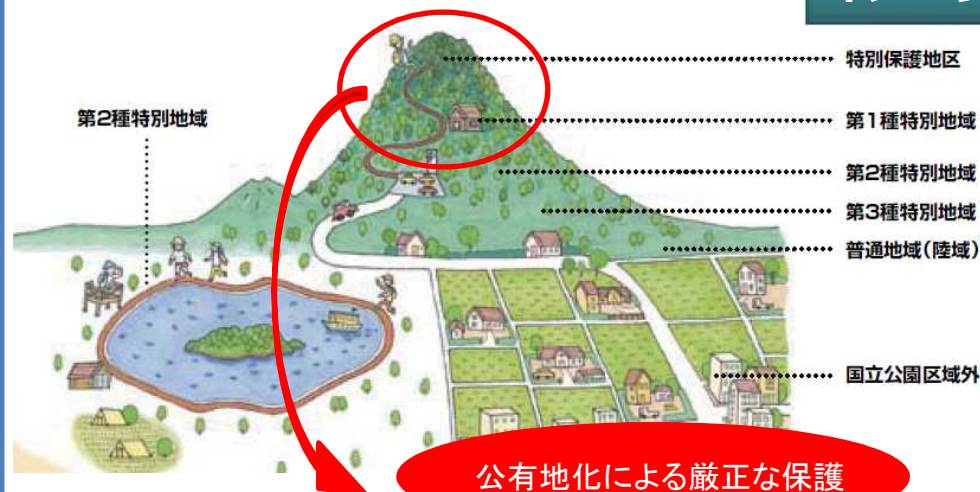 特別保護地区
第1種特別地域
第2種特別地域
第2種特別地域
第3種特別地域
普通地域(陸域)
国立公園区域外
公有地化による厳正な保護